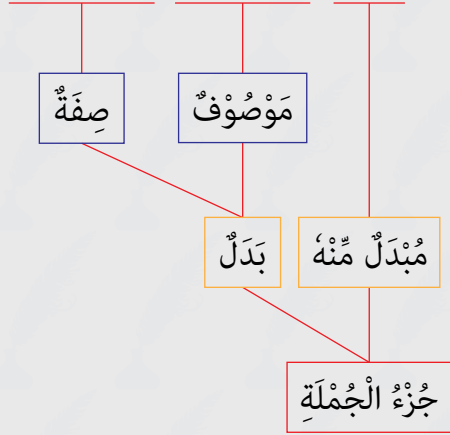 مَوْصُوْفٌ صِفَةٌ
مُبْدَلٌ مِّنْهٗ بَدَلٌ
جُزْءُ الْجُمْلَةِ